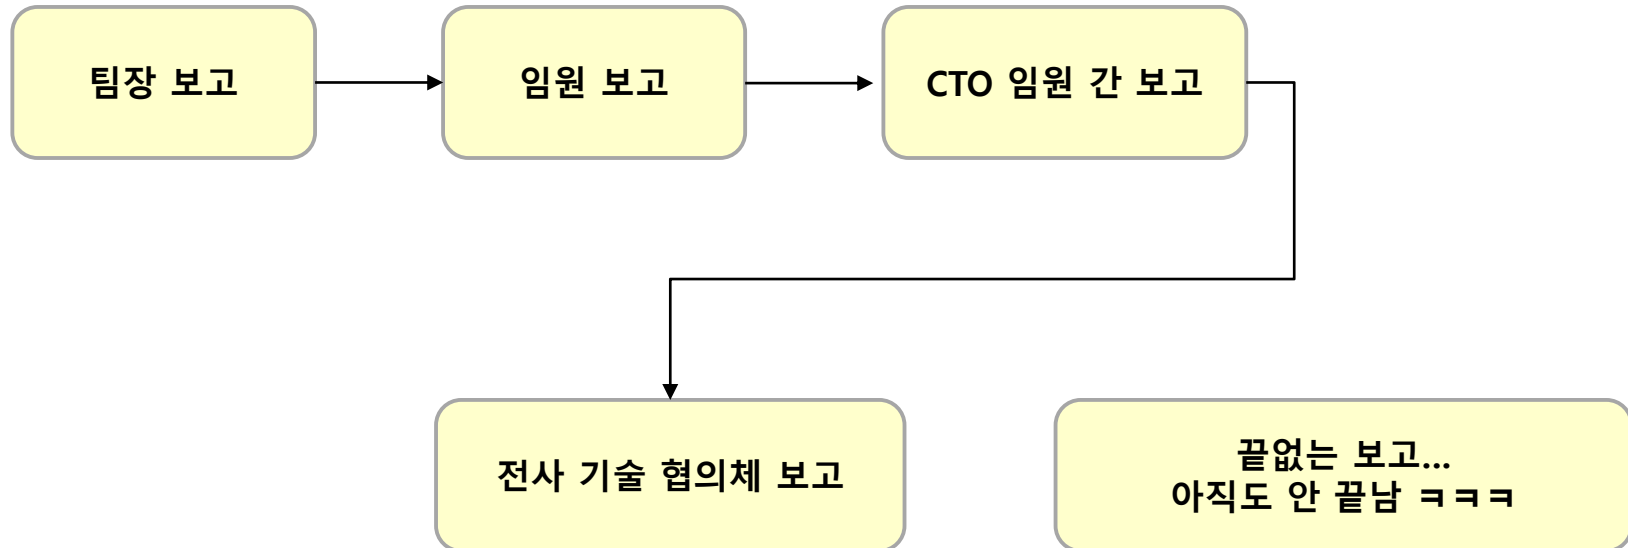 팀장 보고
임원 보고
CTO 임원 간 보고
전사 기술 협의체 보고
끝없는 보고...
아직도 안 끝남 ㅋㅋㅋ